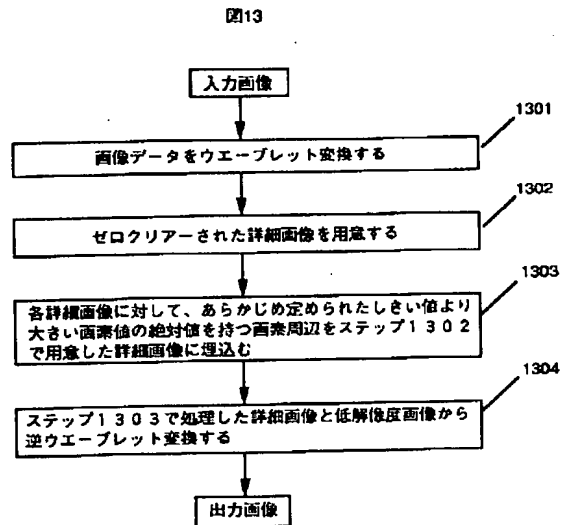 図13
入力画像
1301
画像データをウエーブレット変換する
1302
ゼロクリアーされた詳細画像を用意する
1303
各詳細画像に対して、あらかじめ定められたしきい値より
大きい画素値の絶対値を持つ画素周辺をステップ1302
で用意した詳細画像に埋込む
1304
ステップ1303で処理した詳細画像と低解像度画像から
逆ウエーブレット変換する
出力画像